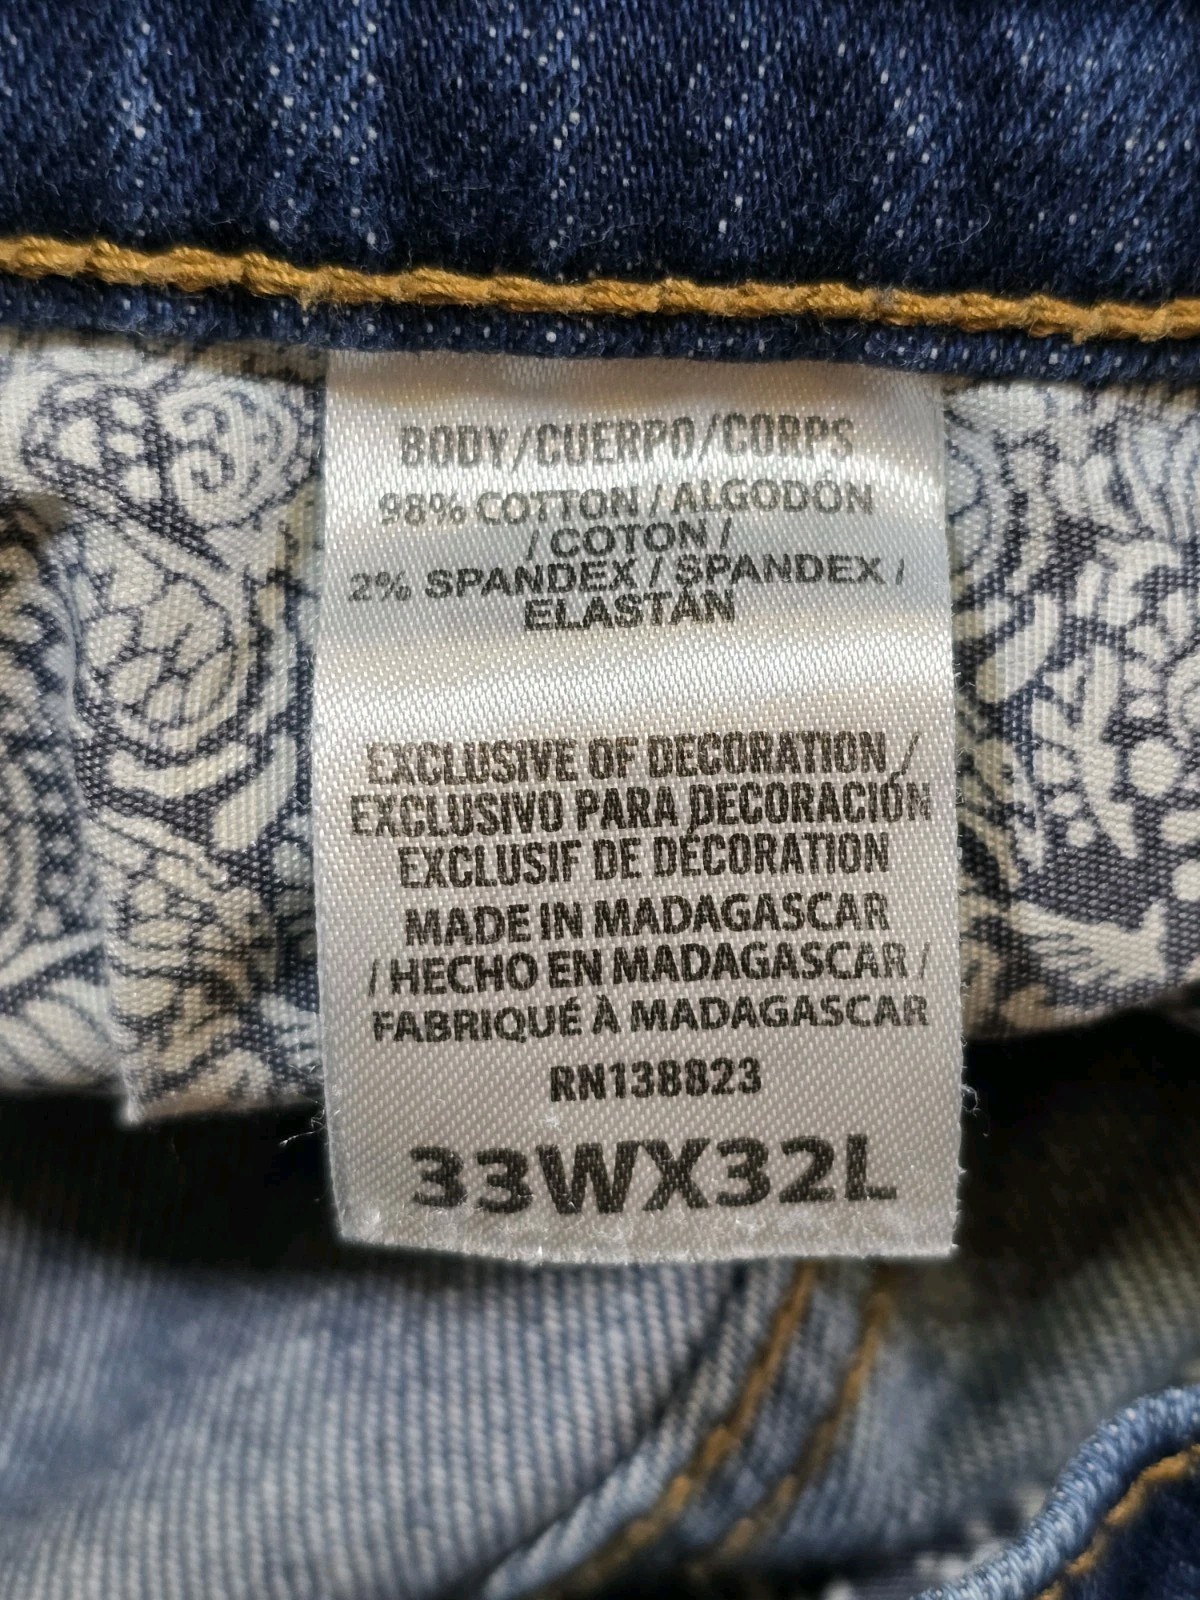 BODY/CUERPO/CORPS
98% COTTON / ALGODÓN
/ COTON /
2% SPANDEX / SPANDEX /
ELASTÁN
EXCLUSIVE OF DECORATION /
EXCLUSIVO PARA DECORACIÓN
EXCLUSIF DE DÉCORATION
MADE IN MADAGASCAR
/ HECHO EN MADAGASCAR /
FABRIQUÉ À MADAGASCAR
RN138823
33WX32L